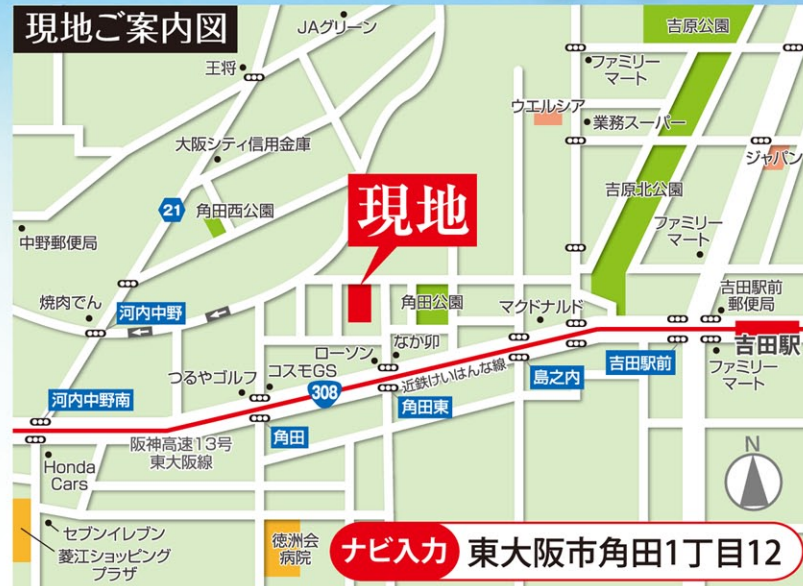 現地ご案内図
JAグリーン
吉原公園
王将
ファミリー
マート
ウエルシア
業務スーパー
大阪シティ信用金庫
ジャパン
21
角田西公園
現地
吉原北公園
中野郵便局
ファミリー
マート
焼肉でん
河内中野
角田公園
マクドナルド
吉田駅前
郵便局
ローソン
なか卯
吉田駅
つるやゴルフ
コスモGS
308
近鉄けいはんな線
島之内
吉田駅前
ファミリー
マート
河内中野南
角田
角田東
阪神高速13号
東大阪線
N
Honda
Cars
セブンイレブン
菱江ショッピング
プラザ
徳洲会
病院
ナビ入力 東大阪市角田1丁目12